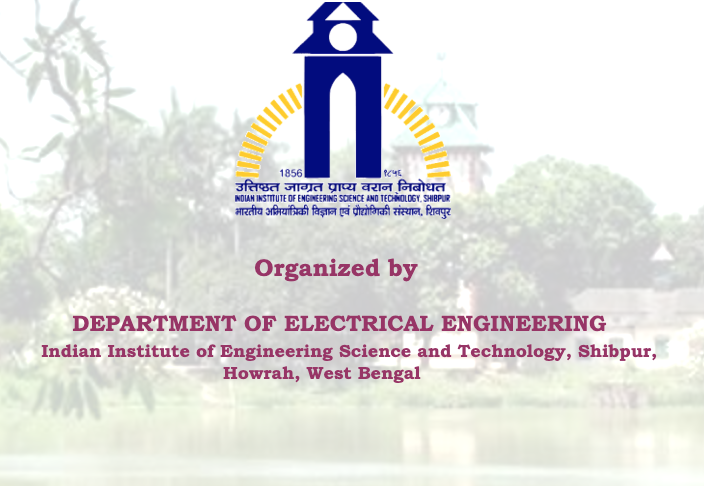 1856 १८५६
उत्तिष्ठत जाग्रत प्राप्य वरान निबोधत
INDIAN INSTITUTE OF ENGINEERING SCIENCE AND TECHNOLOGY, SHIBPUR
भारतीय अभियांत्रिकी विज्ञान एवं प्रौद्योगिकी संस्थान, शिवपुर
Organized by
DEPARTMENT OF ELECTRICAL ENGINEERING
Indian Institute of Engineering Science and Technology, Shibpur,
Howrah, West Bengal